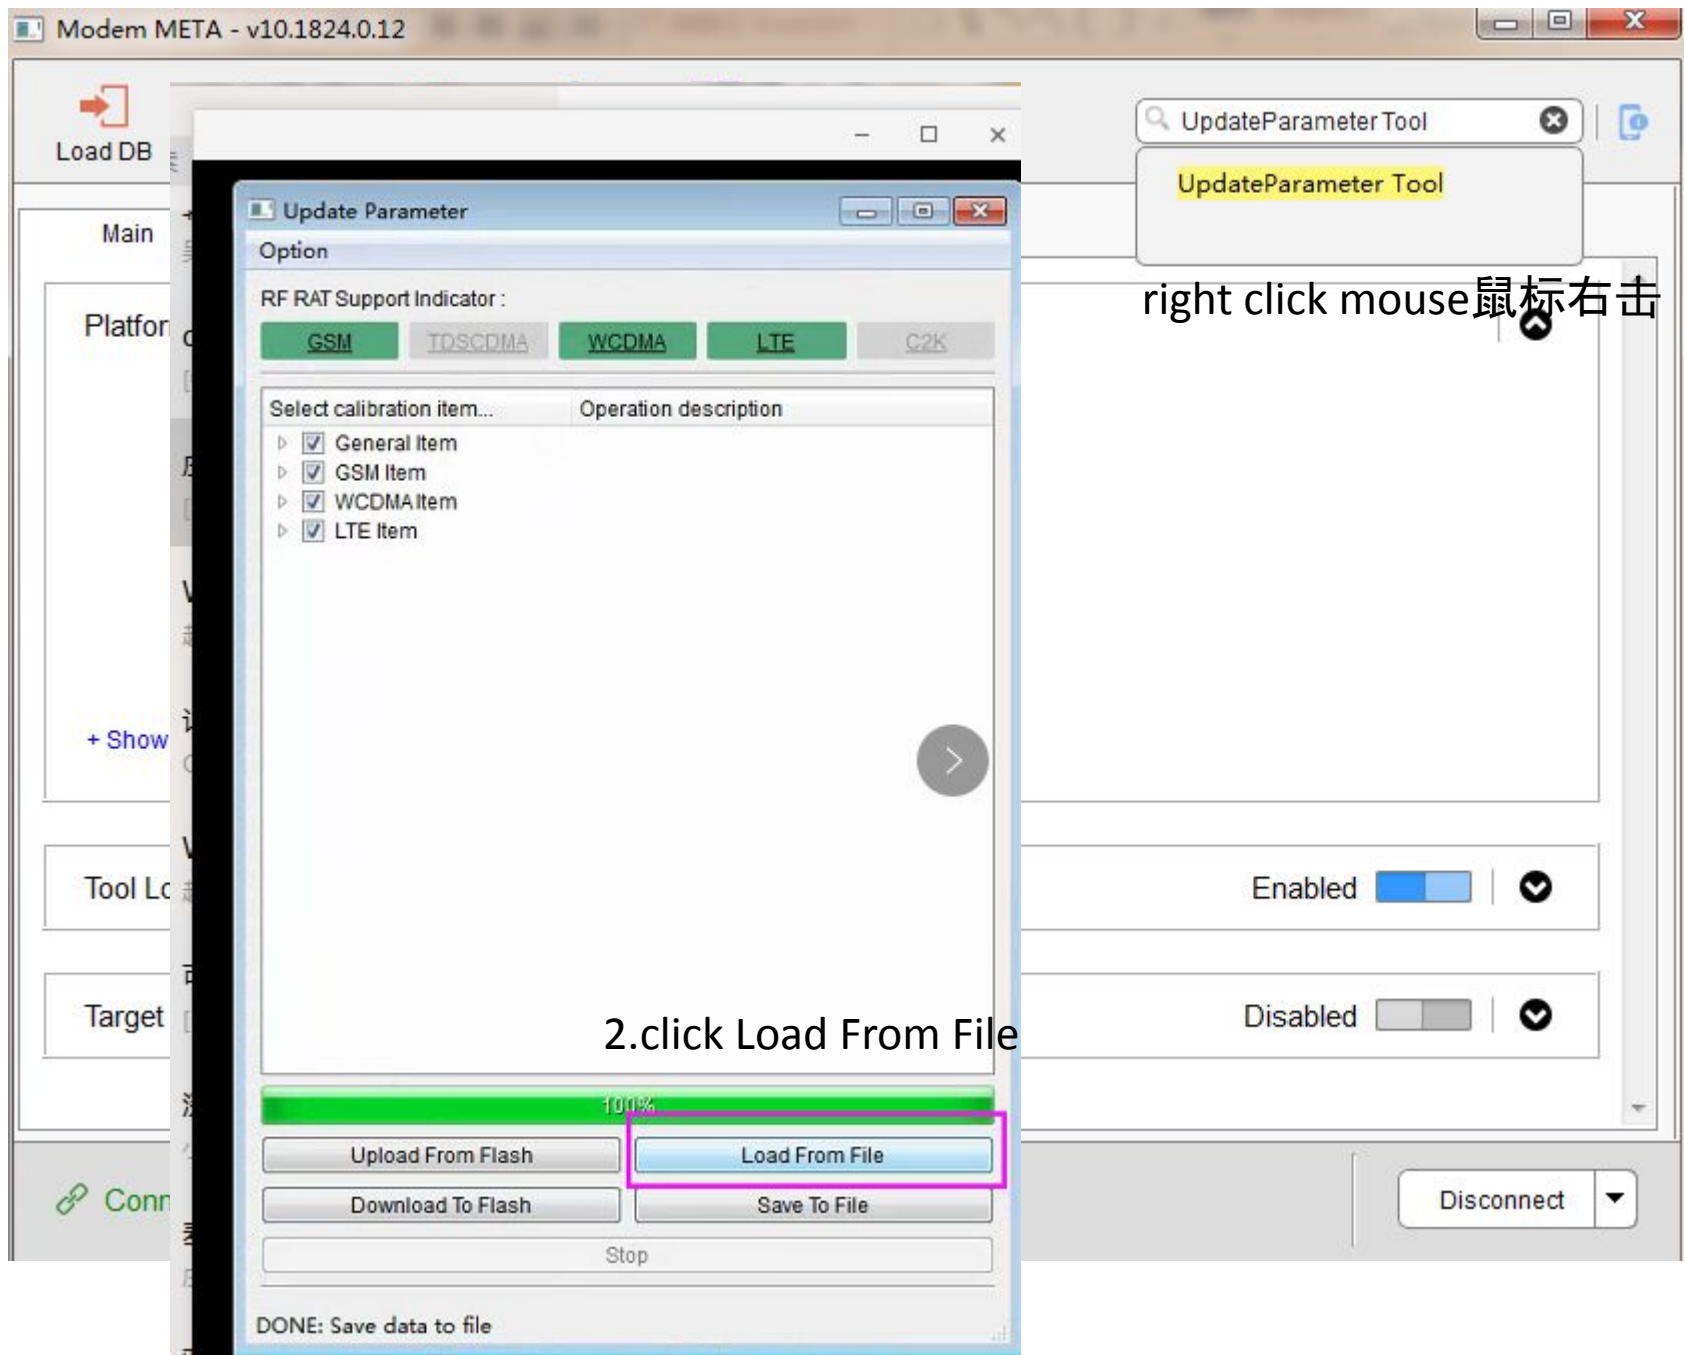 Modem META - v10.1824.0.12
Load DB
UpdateParameter Tool
UpdateParameter Tool
right click mouse鼠标右击
Main
Platfor
+ Show
Tool Lo
Enabled
Target
Disabled
Conn
Disconnect
Update Parameter
Option
RF RAT Support Indicator :
GSM TDSCDMA WCDMA LTE C2K
Select calibration item... Operation description
General Item
GSM Item
WCDMA Item
LTE Item
2.click Load From File
100%
Upload From Flash Load From File
Download To Flash Save To File
Stop
DONE: Save data to file